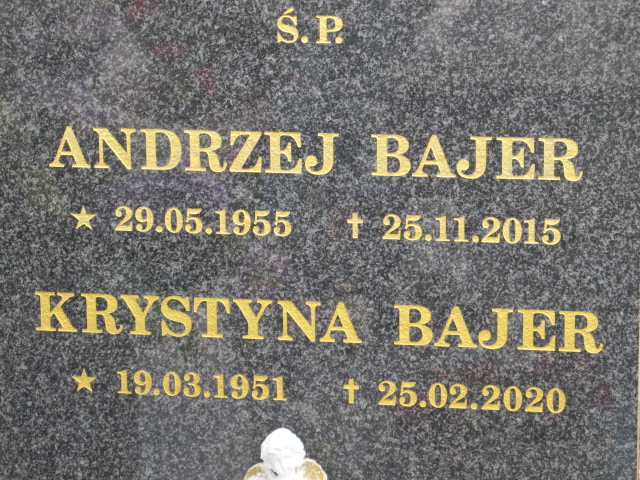 Ś.P.
ANDRZEJ BAJER
★ 29.05.1955 ✝ 25.11.2015
KRYSTYNA BAJER
★ 19.03.1951 ✝ 25.02.2020